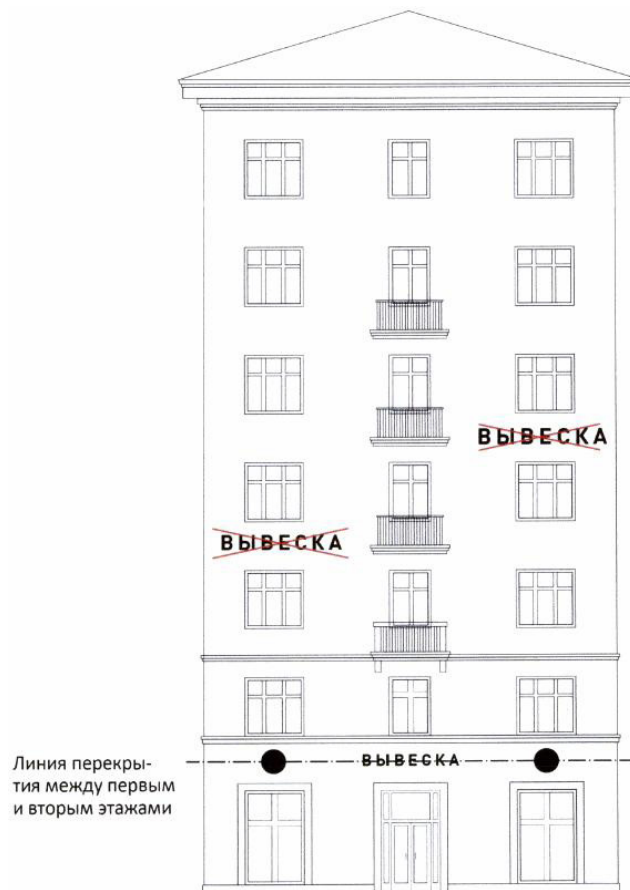 ВЫВЕСКА
ВЫВЕСКА
Линия перекры-
тия между первым
и вторым этажами
ВЫВЕСКА